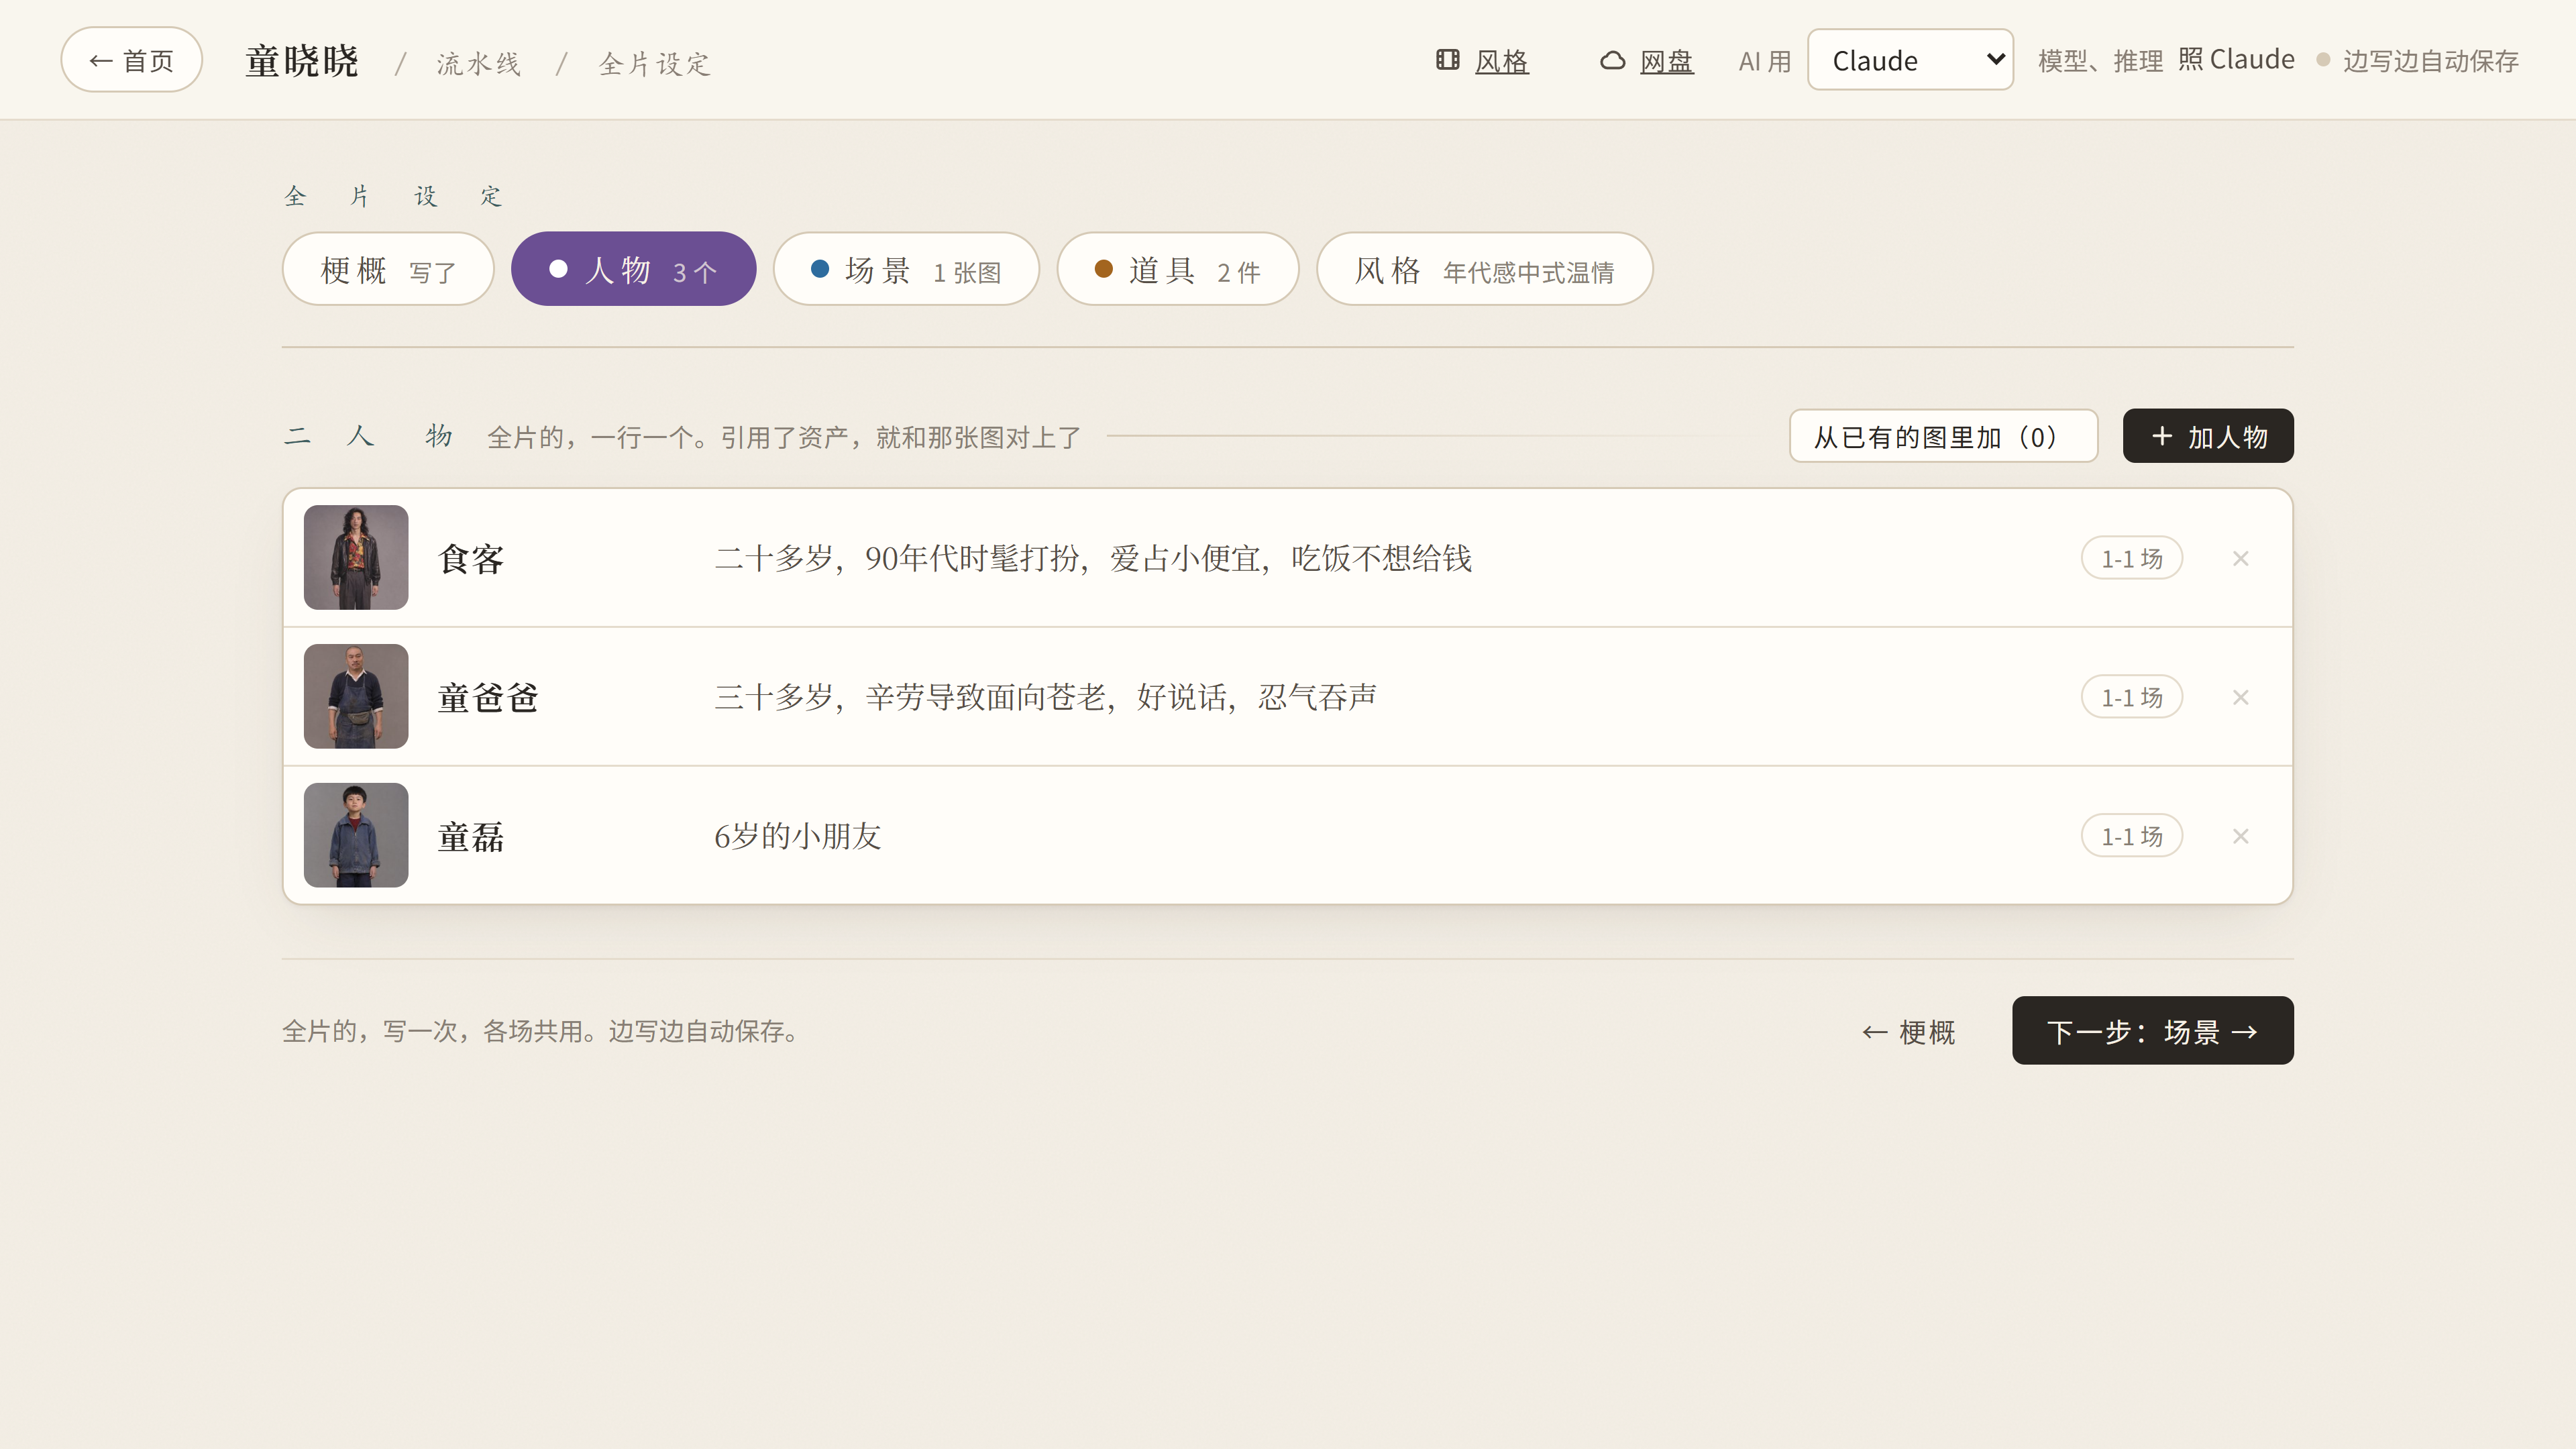 ← 首页 童晓晓 / 流水线 / 全片设定 风格 网盘 AI 用 Claude 模型、推理 照 Claude 边写边自动保存
全片设定
梗概 写了 人物 3 个 场景 1 张图 道具 2 件 风格 年代感中式温情
二 人物 全片的，一行一个。引用了资产，就和那张图对上了 从已有的图里加（0） + 加人物
食客 二十多岁，90年代时髦打扮，爱占小便宜，吃饭不想给钱 1-1 场 ×
童爸爸 三十多岁，辛劳导致面向苍老，好说话，忍气吞声 1-1 场 ×
童磊 6岁的小朋友 1-1 场 ×
全片的，写一次，各场共用。边写边自动保存。 ← 梗概 下一步：场景 →